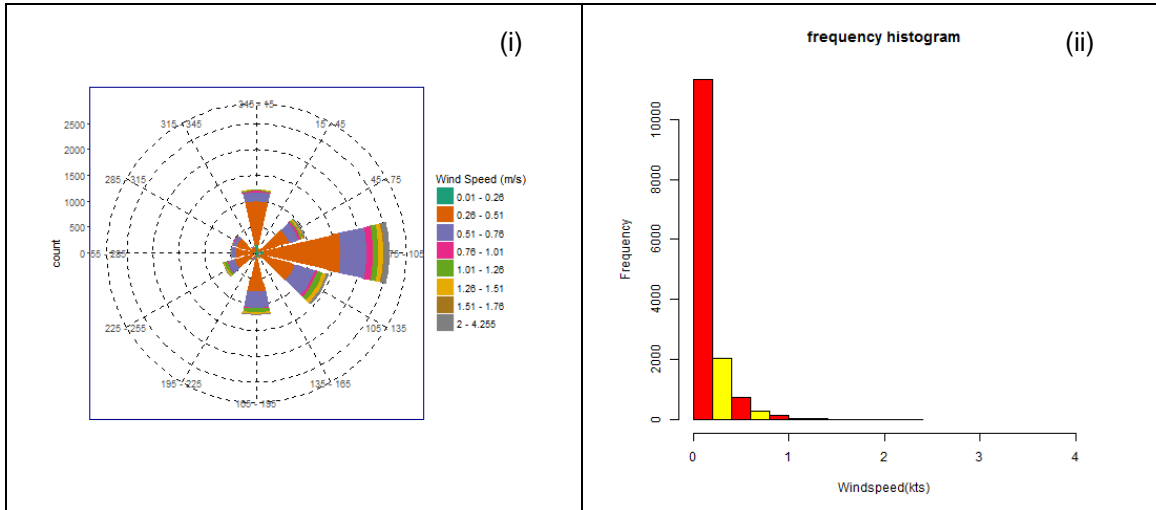 (i)
345 - 15
315 - 345
15 - 45
2500
2000
285 - 315
45 - 75
1500
1000
500
0
count
55 - 285
75 - 105
225 - 255
105 - 135
195 - 225
135 - 165
165 - 195
Wind Speed (m/s)
0.01 - 0.26
0.26 - 0.51
0.51 - 0.76
0.76 - 1.01
1.01 - 1.26
1.26 - 1.51
1.51 - 1.76
2 - 4.255
frequency histogram
(ii)
Frequency
10000
8000
6000
4000
2000
0
0 1 2 3 4
Windspeed(kts)